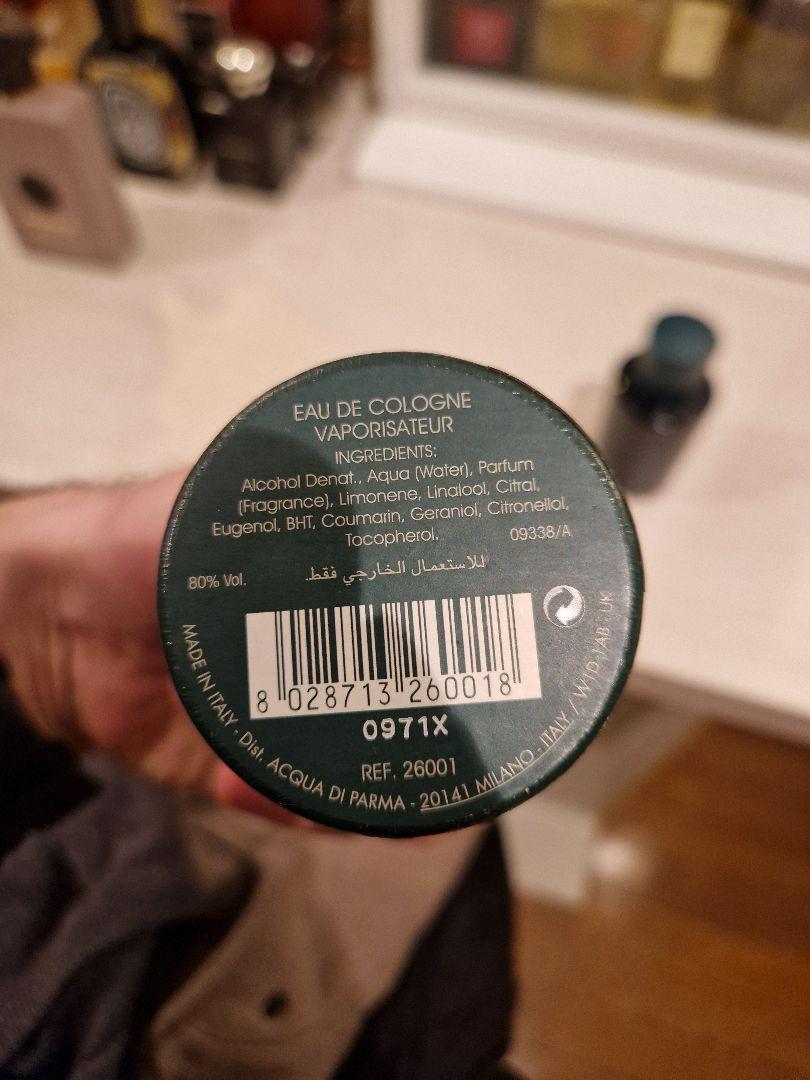 EAU DE COLOGNE
VAPORISATEUR
INGREDIENTS:
Alcohol Denat., Aqua (Water), Parfum
(Fragrance), Limonene, Linalool, Citral,
Eugenol, BHT, Coumarin, Geraniol, Citronellol,
Tocopherol.
09338/A
80% Vol.
للاستعمال الخارجي فقط.
8 028713 260018
0971X
REF. 26001
MADE IN ITALY - Dist. ACQUA DI PARMA - 20141 MILANO - ITALY / W1D 1AB - UK